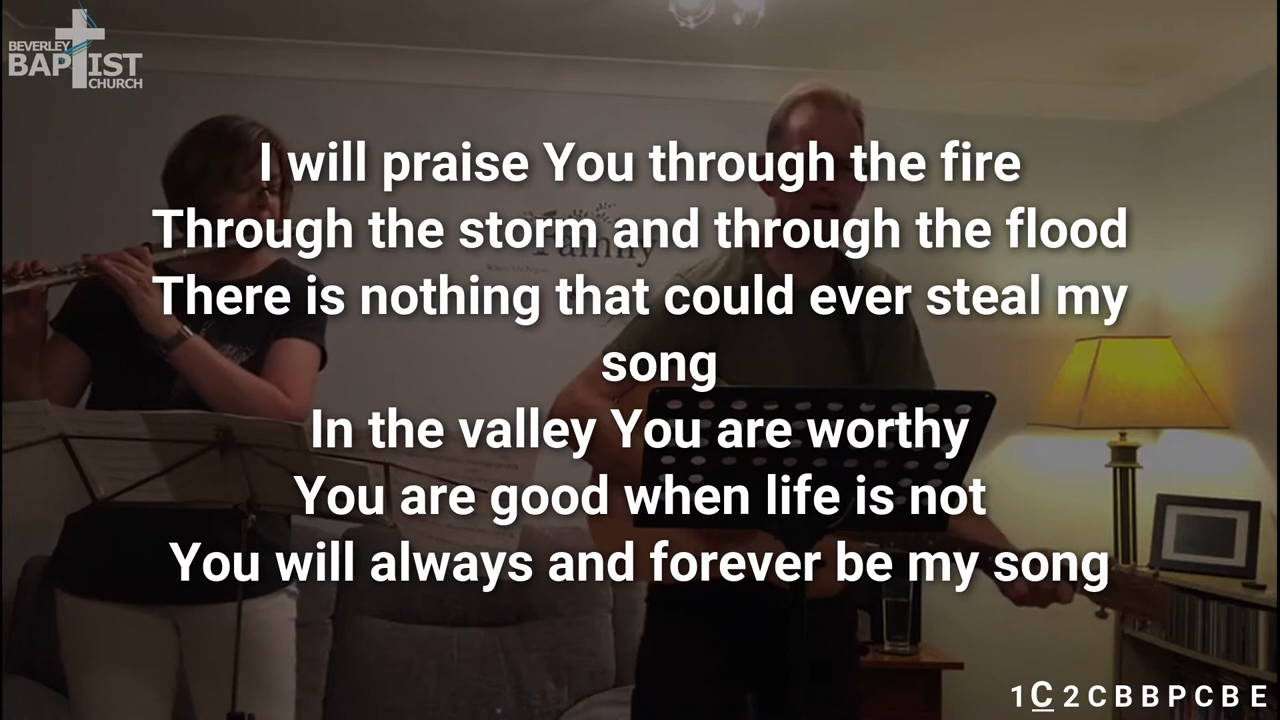 BEVERLEY
BAPTIST
CHURCH
I will praise You through the fire
Through the storm and through the flood
There is nothing that could ever steal my
song
In the valley You are worthy
You are good when life is not
You will always and forever be my song
Family
1 C 2 C B B P C B E